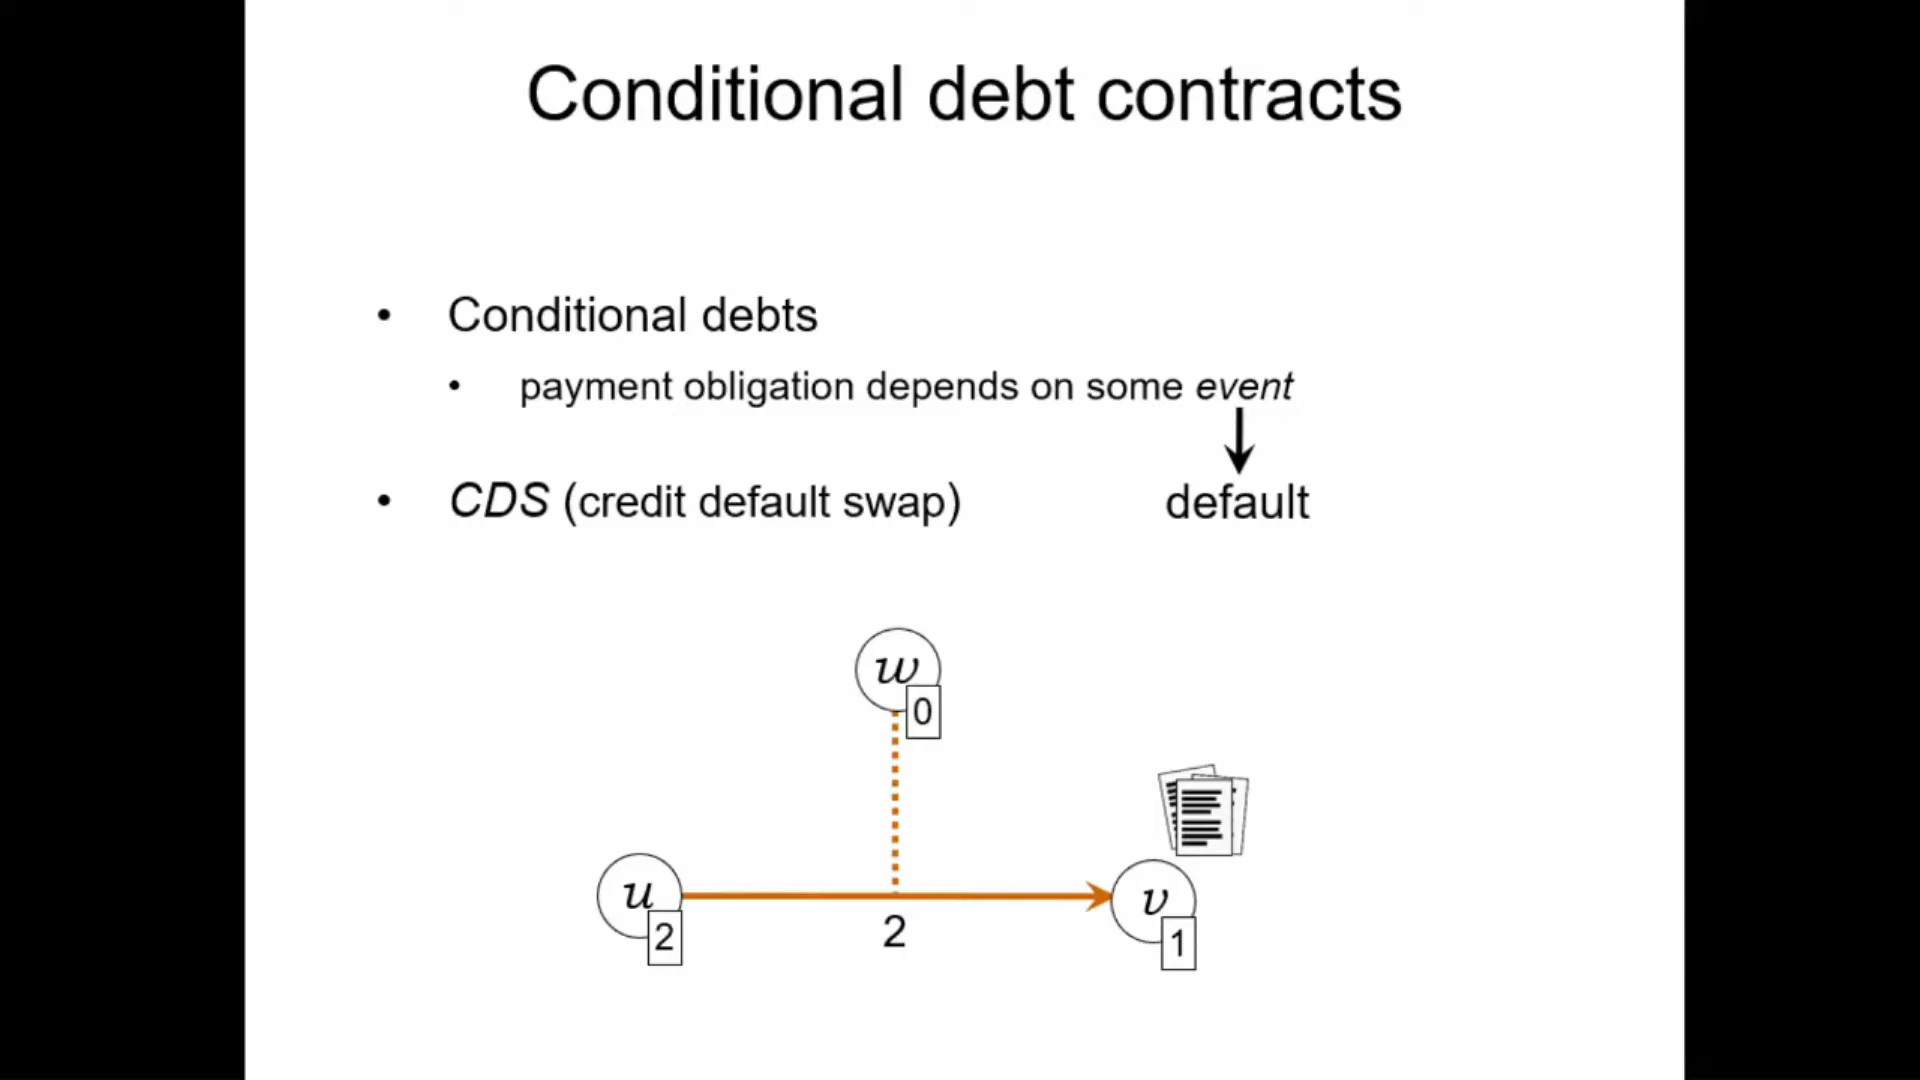 Conditional debt contracts
• Conditional debts
• payment obligation depends on some event
• CDS (credit default swap)
default
w
0
u
2
2
v
1